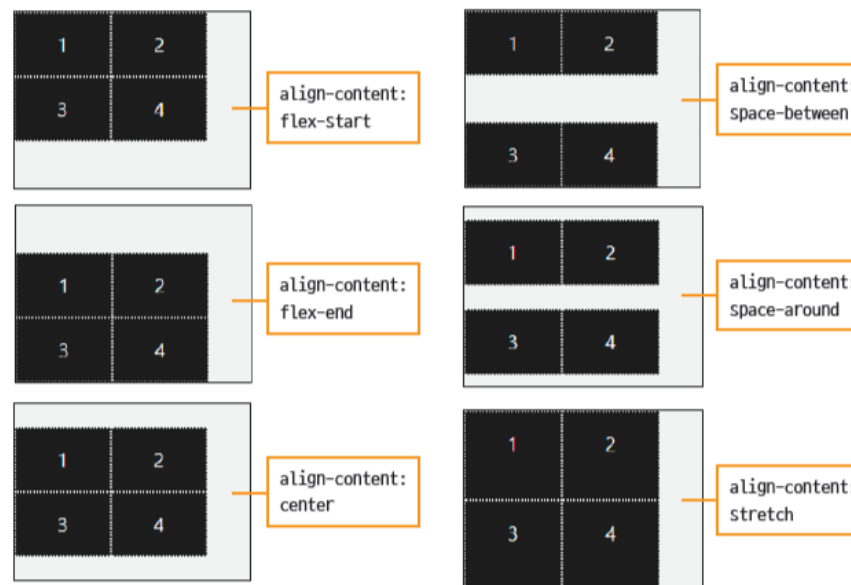 1 2
3 4
align-content:
flex-start
1 2
3 4
align-content:
space-between
1 2
3 4
align-content:
flex-end
1 2
3 4
align-content:
space-around
1 2
3 4
align-content:
center
1 2
3 4
align-content:
stretch